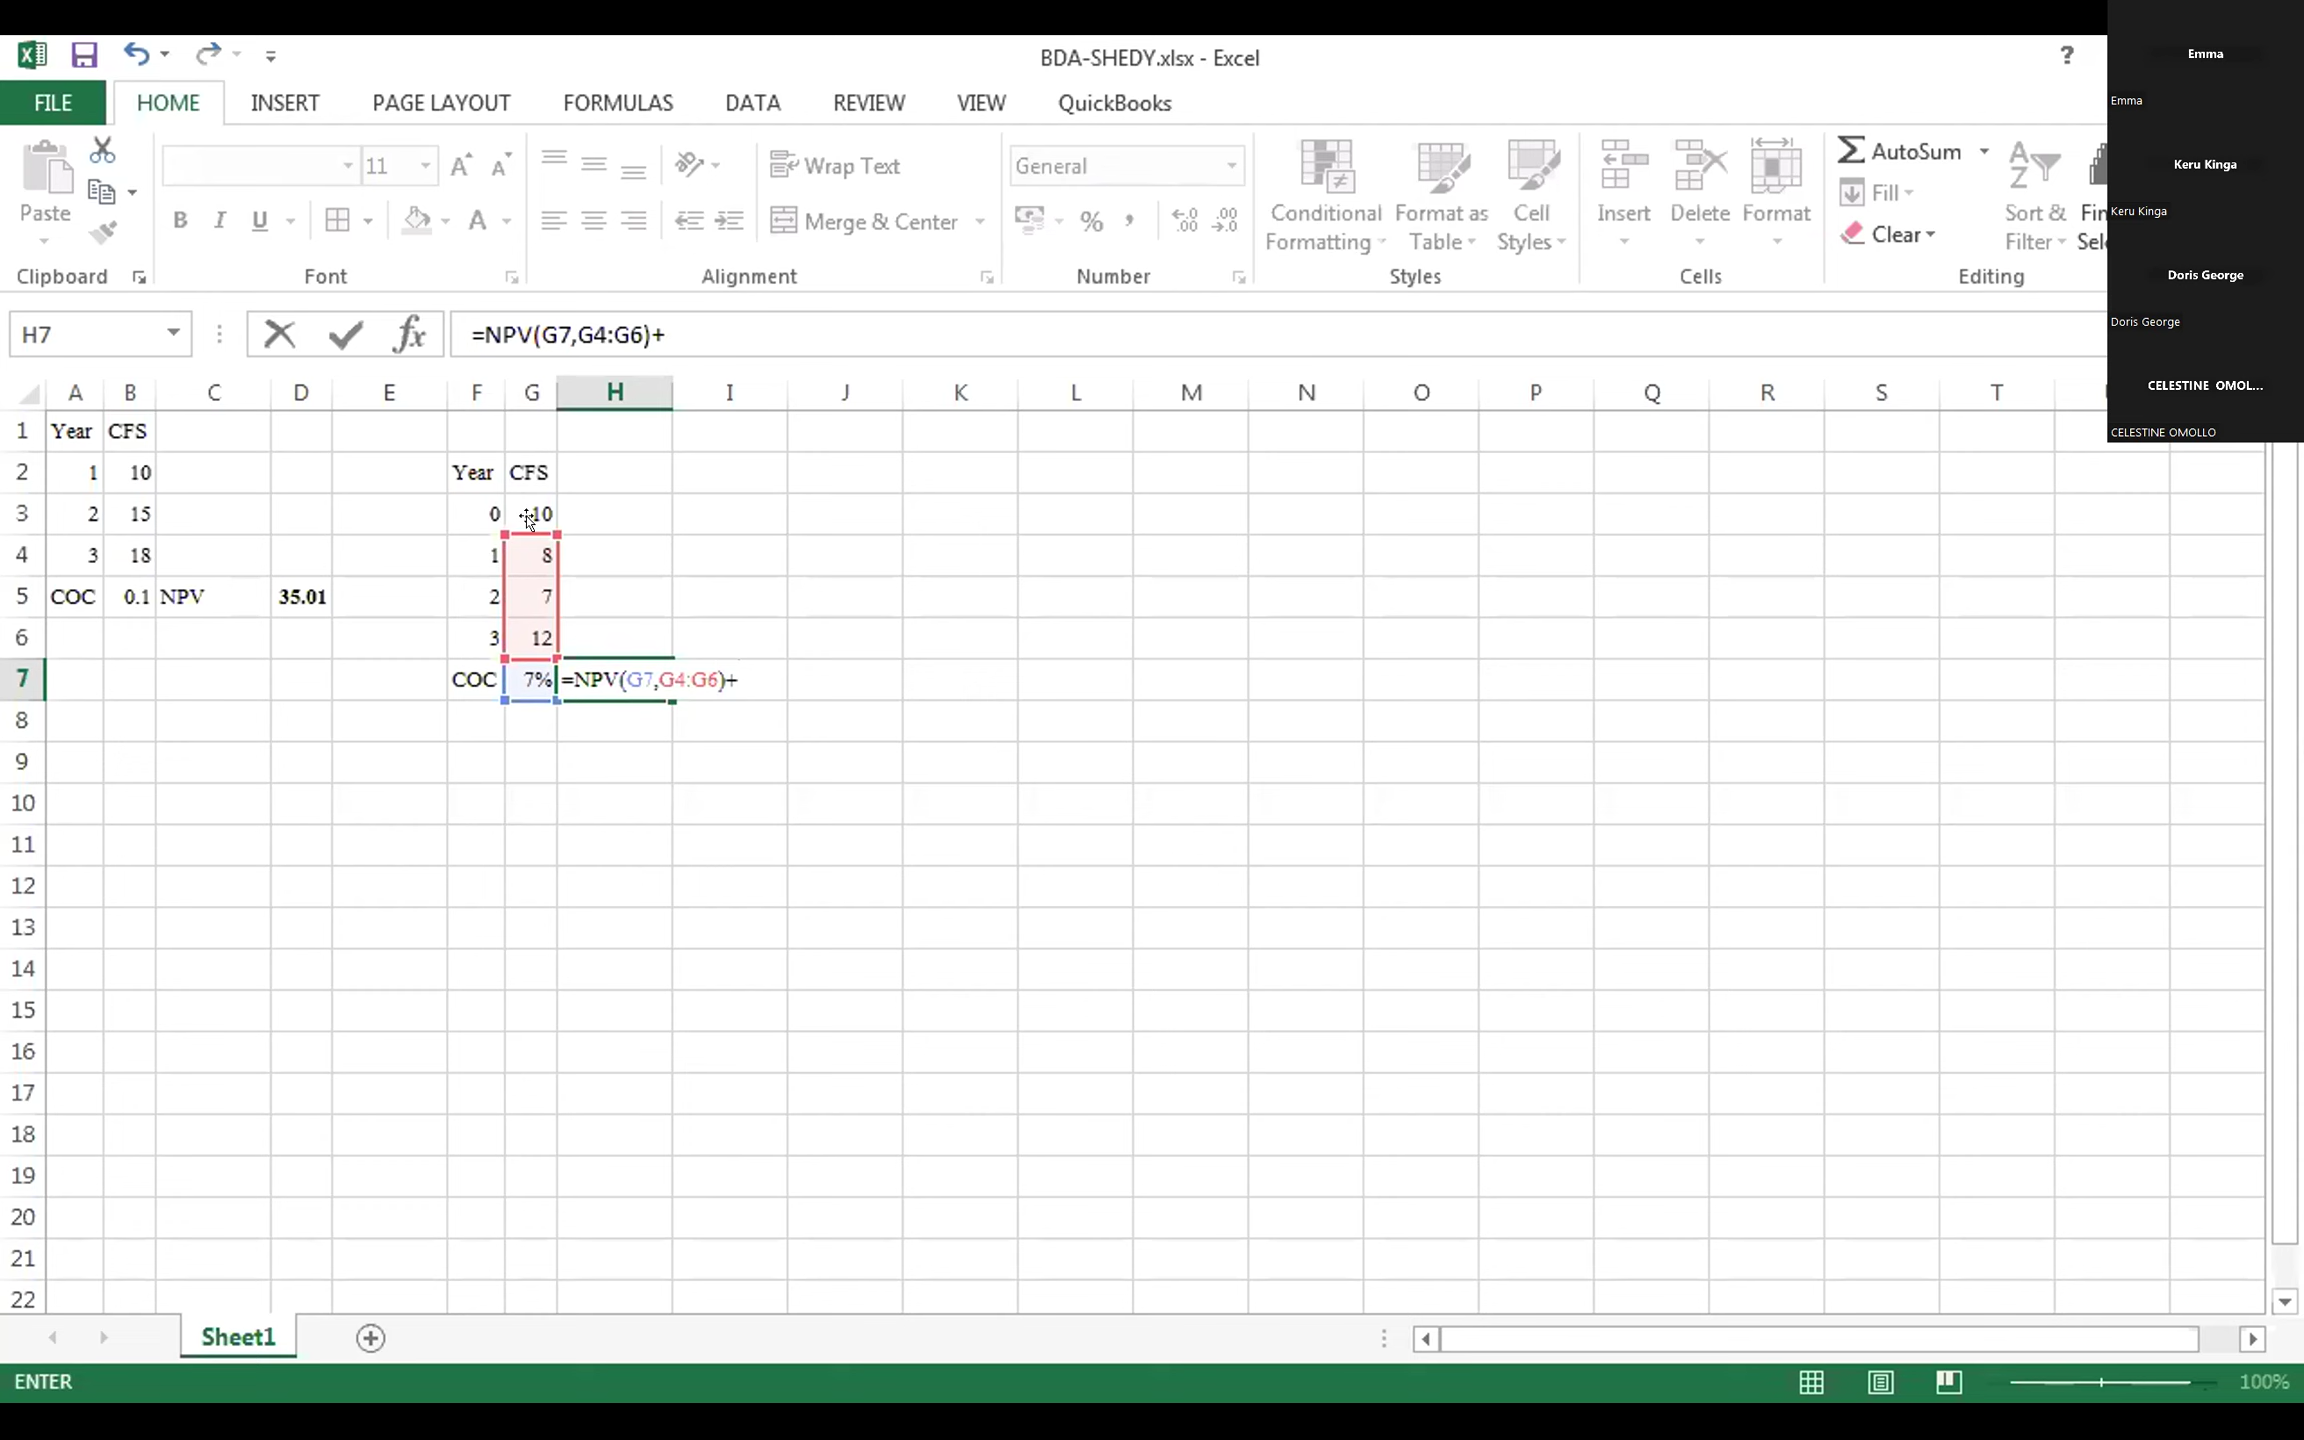 BDA-SHEDY.xlsx - Excel
?
FILE HOME INSERT PAGE LAYOUT FORMULAS DATA REVIEW VIEW QuickBooks
Paste
Clipboard
11
B I U
Font
Wrap Text
Merge & Center
Alignment
General
%
Number
Conditional Formatting
Format as Table
Cell Styles
Styles
Insert Delete Format
Cells
AutoSum
Fill
Clear
Sort & Filter
Editing
Emma
Emma
Keru Kinga
Keru Kinga
Doris George
Doris George
CELESTINE OMOL...
CELESTINE OMOLLO
H7 fx =NPV(G7,G4:G6)+
A B C D E F G H I J K L M N O P Q R S T
1 Year CFS
2 1 10 Year CFS
3 2 15 0 10
4 3 18 1 8
5 COC 0.1 NPV 35.01 2 7
6 3 12
7 COC 7% =NPV(G7,G4:G6)+
8
9
10
11
12
13
14
15
16
17
18
19
20
21
22
Sheet1
ENTER 100%